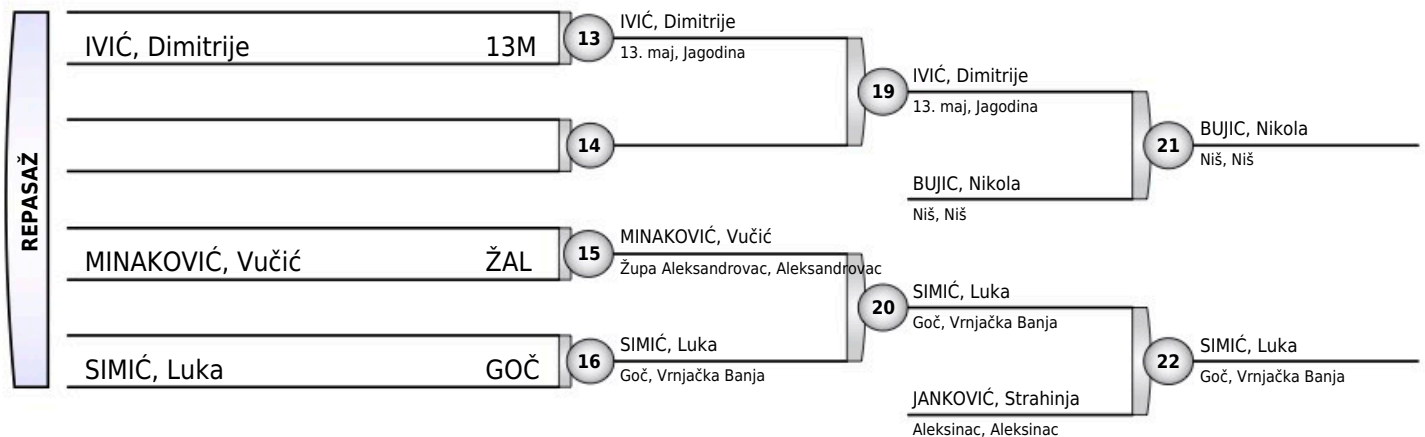 REPASAŽ
IVIĆ, Dimitrije 13M
13
IVIĆ, Dimitrije
13. maj, Jagodina
14
19
IVIĆ, Dimitrije
13. maj, Jagodina
BUJIC, Nikola
Niš, Niš
21
BUJIC, Nikola
Niš, Niš
MINAKOVIĆ, Vučić ŽAL
15
MINAKOVIĆ, Vučić
Župa Aleksandrovac, Aleksandrovac
SIMIĆ, Luka GOČ
16
SIMIĆ, Luka
Goč, Vrnjačka Banja
20
SIMIĆ, Luka
Goč, Vrnjačka Banja
JANKOVIĆ, Strahinja
Aleksinac, Aleksinac
22
SIMIĆ, Luka
Goč, Vrnjačka Banja